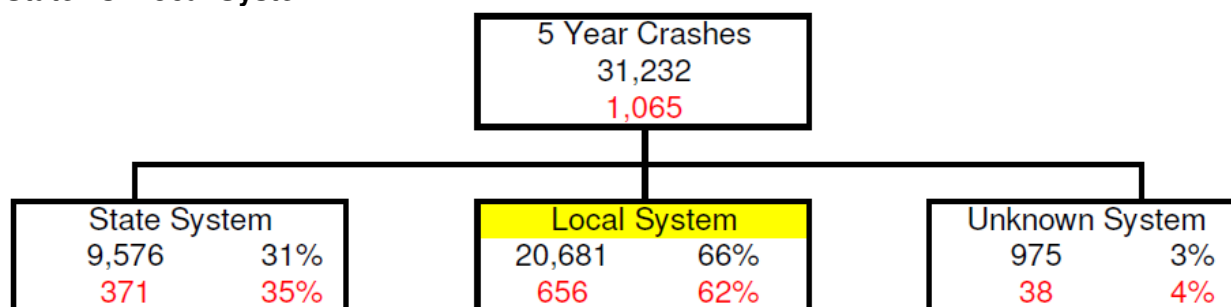 5 Year Crashes
31,232
1,065
State System
9,576 31%
371 35%
Local System
20,681 66%
656 62%
Unknown System
975 3%
38 4%